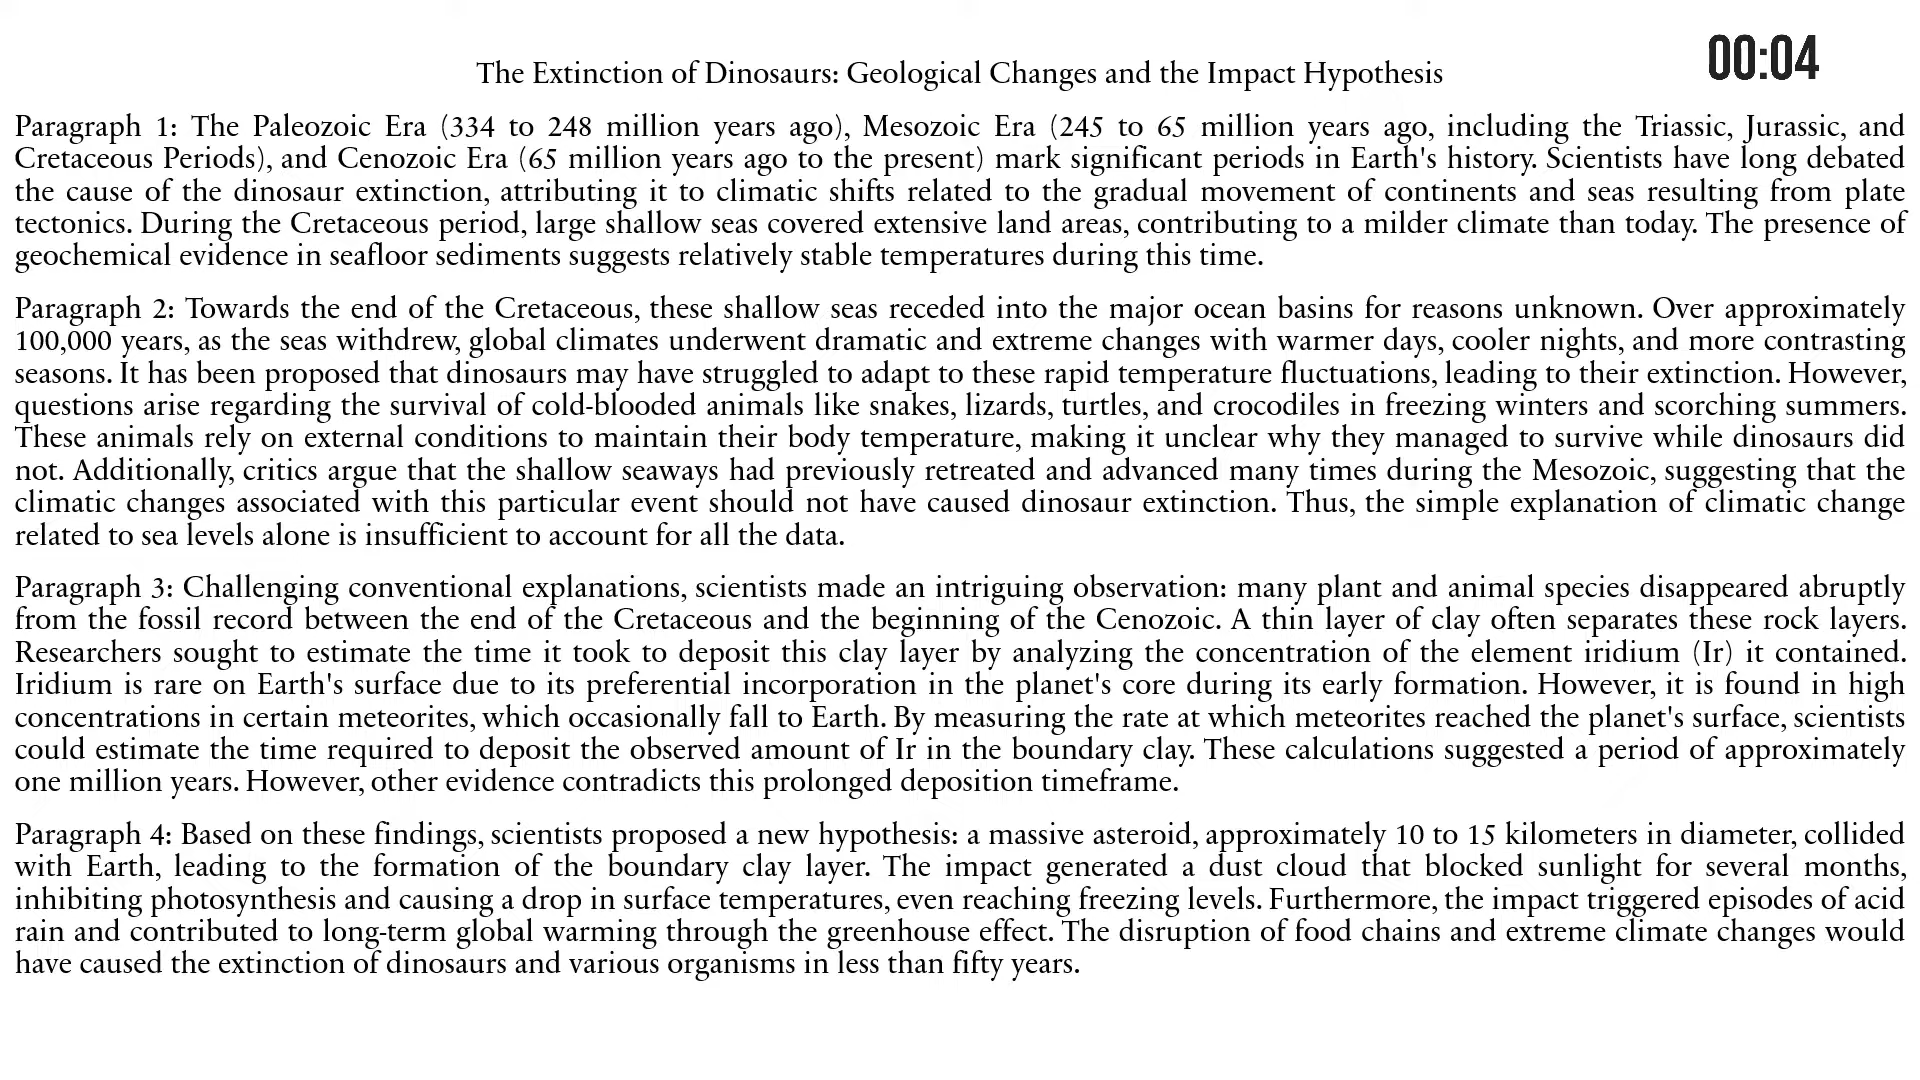 00:04
The Extinction of Dinosaurs: Geological Changes and the Impact Hypothesis
Paragraph 1: The Paleozoic Era (334 to 248 million years ago), Mesozoic Era (245 to 65 million years ago, including the Triassic, Jurassic, and
Cretaceous Periods), and Cenozoic Era (65 million years ago to the present) mark significant periods in Earth's history. Scientists have long debated
the cause of the dinosaur extinction, attributing it to climatic shifts related to the gradual movement of continents and seas resulting from plate
tectonics. During the Cretaceous period, large shallow seas covered extensive land areas, contributing to a milder climate than today. The presence of
geochemical evidence in seafloor sediments suggests relatively stable temperatures during this time.
Paragraph 2: Towards the end of the Cretaceous, these shallow seas receded into the major ocean basins for reasons unknown. Over approximately
100,000 years, as the seas withdrew, global climates underwent dramatic and extreme changes with warmer days, cooler nights, and more contrasting
seasons. It has been proposed that dinosaurs may have struggled to adapt to these rapid temperature fluctuations, leading to their extinction. However,
questions arise regarding the survival of cold-blooded animals like snakes, lizards, turtles, and crocodiles in freezing winters and scorching summers.
These animals rely on external conditions to maintain their body temperature, making it unclear why they managed to survive while dinosaurs did
not. Additionally, critics argue that the shallow seaways had previously retreated and advanced many times during the Mesozoic, suggesting that the
climatic changes associated with this particular event should not have caused dinosaur extinction. Thus, the simple explanation of climatic change
related to sea levels alone is insufficient to account for all the data.
Paragraph 3: Challenging conventional explanations, scientists made an intriguing observation: many plant and animal species disappeared abruptly
from the fossil record between the end of the Cretaceous and the beginning of the Cenozoic. A thin layer of clay often separates these rock layers.
Researchers sought to estimate the time it took to deposit this clay layer by analyzing the concentration of the element iridium (Ir) it contained.
Iridium is rare on Earth's surface due to its preferential incorporation in the planet's core during its early formation. However, it is found in high
concentrations in certain meteorites, which occasionally fall to Earth. By measuring the rate at which meteorites reached the planet's surface, scientists
could estimate the time required to deposit the observed amount of Ir in the boundary clay. These calculations suggested a period of approximately
one million years. However, other evidence contradicts this prolonged deposition timeframe.
Paragraph 4: Based on these findings, scientists proposed a new hypothesis: a massive asteroid, approximately 10 to 15 kilometers in diameter, collided
with Earth, leading to the formation of the boundary clay layer. The impact generated a dust cloud that blocked sunlight for several months,
inhibiting photosynthesis and causing a drop in surface temperatures, even reaching freezing levels. Furthermore, the impact triggered episodes of acid
rain and contributed to long-term global warming through the greenhouse effect. The disruption of food chains and extreme climate changes would
have caused the extinction of dinosaurs and various organisms in less than fifty years.